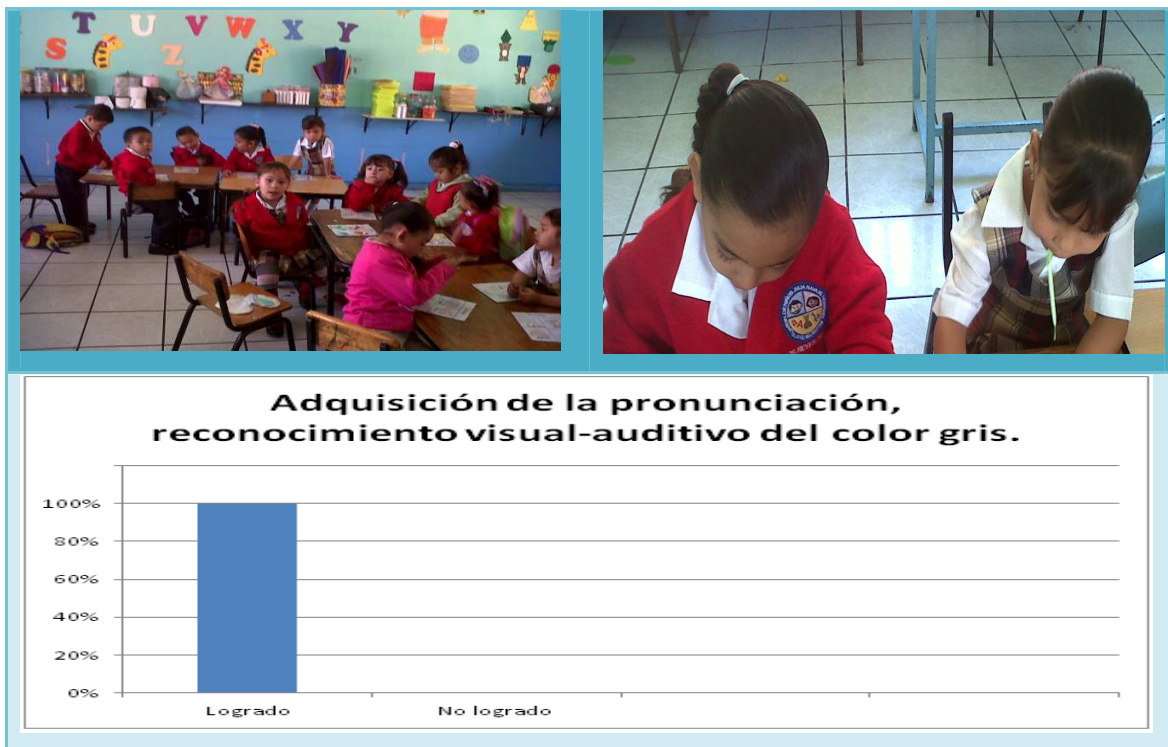 S T U V W X Y
Z
Adquisición de la pronunciación,
reconocimiento visual-auditivo del color gris.
100%
80%
60%
40%
20%
0%
Logrado
No logrado